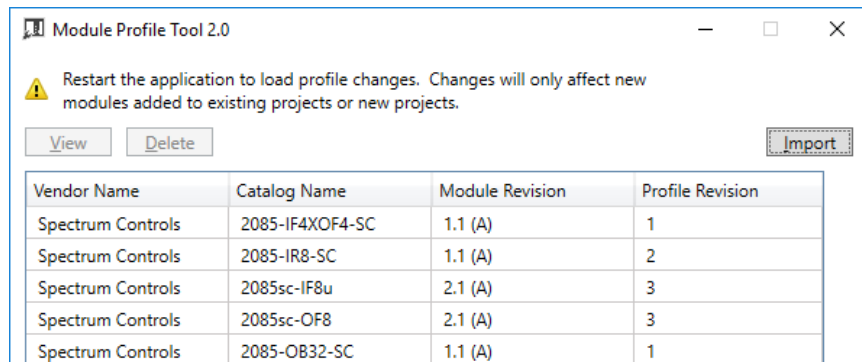 Module Profile Tool 2.0
Restart the application to load profile changes. Changes will only affect new
modules added to existing projects or new projects.
View Delete Import
Vendor Name Catalog Name Module Revision Profile Revision
Spectrum Controls 2085-IF4XOF4-SC 1.1 (A) 1
Spectrum Controls 2085-IR8-SC 1.1 (A) 2
Spectrum Controls 2085sc-IF8u 2.1 (A) 3
Spectrum Controls 2085sc-OF8 2.1 (A) 3
Spectrum Controls 2085-OB32-SC 1.1 (A) 1